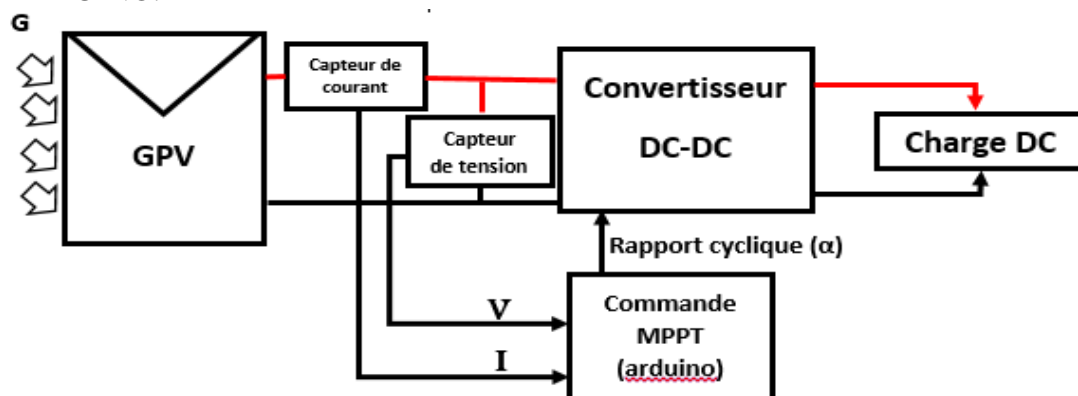 G
Capteur de
courant
GPV
Capteur
de tension
Convertisseur
DC-DC
Charge DC
Rapport cyclique (α)
V
I
Commande
MPPT
(arduino)